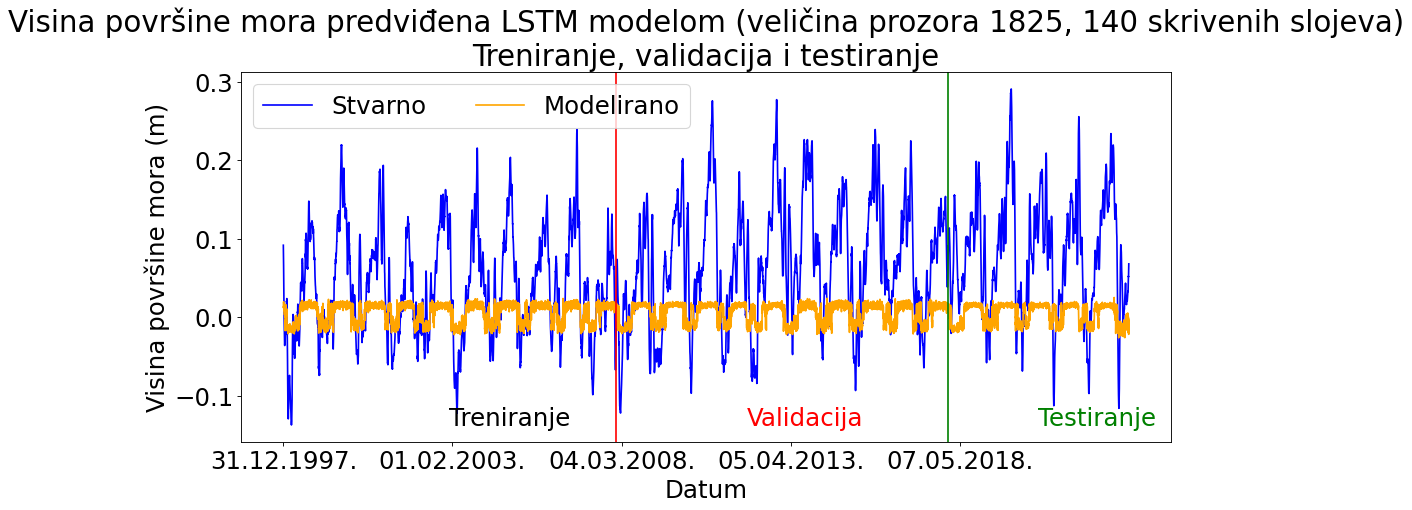 Visina površine mora predviđena LSTM modelom (veličina prozora 1825, 140 skrivenih slojeva)
Treniranje, validacija i testiranje
Stvarno
Modelirano
Visina površine mora (m)
0.3
0.2
0.1
0.0
−0.1
Treniranje
Validacija
Testiranje
31.12.1997.
01.02.2003.
04.03.2008.
05.04.2013.
07.05.2018.
Datum